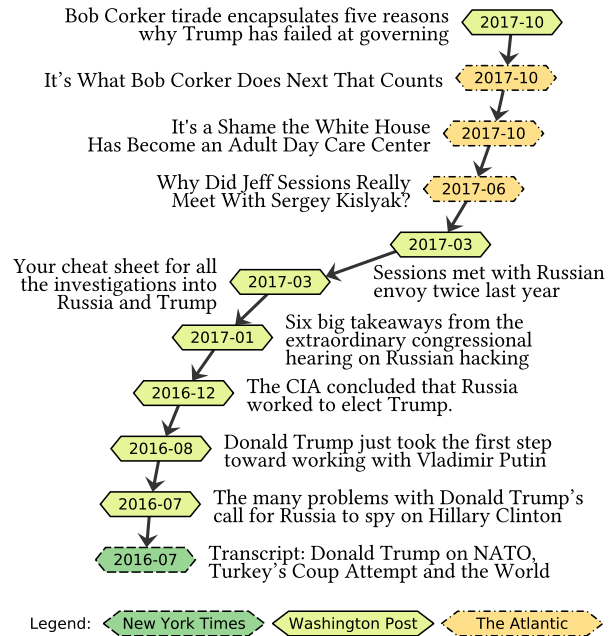 Bob Corker tirade encapsulates five reasons
why Trump has failed at governing
2017-10
It's What Bob Corker Does Next That Counts
2017-10
It's a Shame the White House
Has Become an Adult Day Care Center
2017-10
Why Did Jeff Sessions Really
Meet With Sergey Kislyak?
2017-06
2017-03
Sessions met with Russian
envoy twice last year
Your cheat sheet for all
the investigations into
Russia and Trump
2017-03
2017-01
Six big takeaways from the
extraordinary congressional
hearing on Russian hacking
2016-12
The CIA concluded that Russia
worked to elect Trump.
2016-08
Donald Trump just took the first step
toward working with Vladimir Putin
2016-07
The many problems with Donald Trump's
call for Russia to spy on Hillary Clinton
2016-07
Transcript: Donald Trump on NATO,
Turkey's Coup Attempt and the World
Legend: New York Times Washington Post The Atlantic